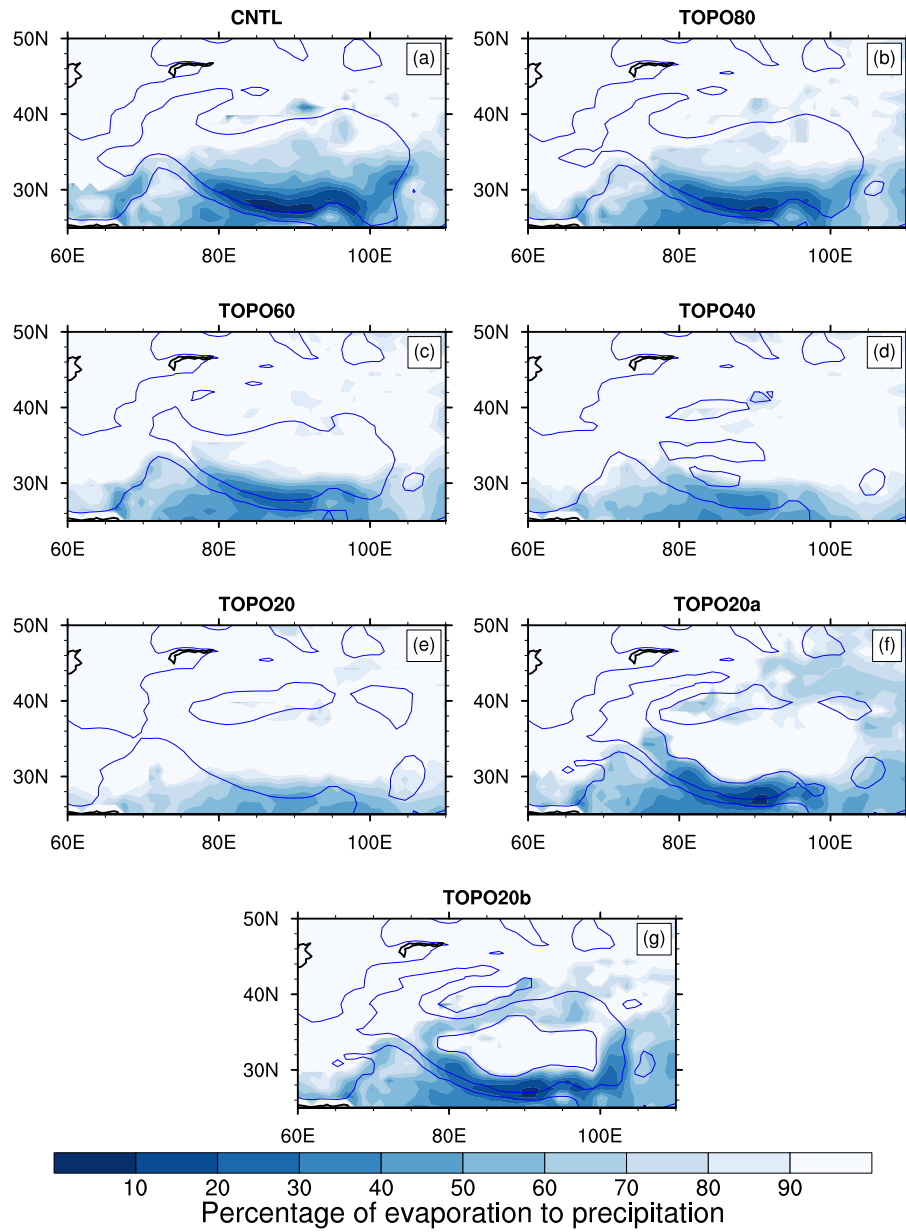 CNTL
TOPO80
50N
(a)
50N
(b)
40N
40N
30N
30N
60E
80E
100E
60E
80E
100E
TOPO60
TOPO40
50N
(c)
50N
(d)
40N
40N
30N
30N
60E
80E
100E
60E
80E
100E
TOPO20
TOPO20a
50N
(e)
50N
(f)
40N
40N
30N
30N
60E
80E
100E
60E
80E
100E
TOPO20b
50N
(g)
40N
30N
60E
80E
100E
10 20 30 40 50 60 70 80 90
Percentage of evaporation to precipitation